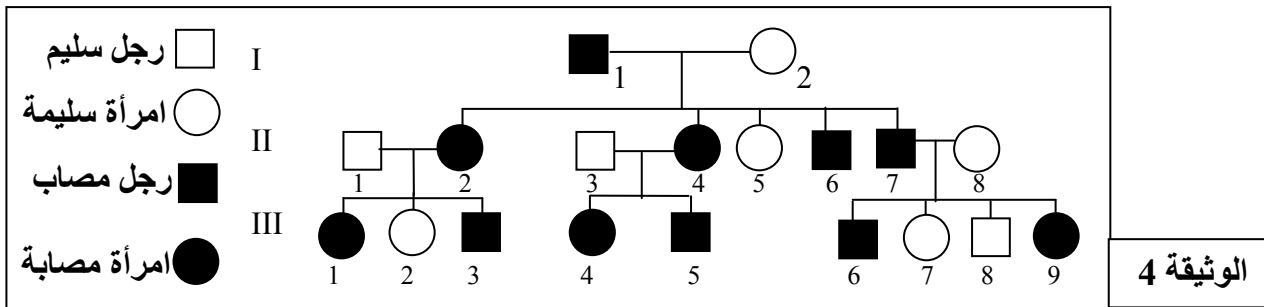 رجل سليم
امرأة سليمة
رجل مصاب
امرأة مصابة
I
1 2
II
1 2 3 4 5 6 7 8
III
1 2 3 4 5 6 7 8 9
الوثيقة 4